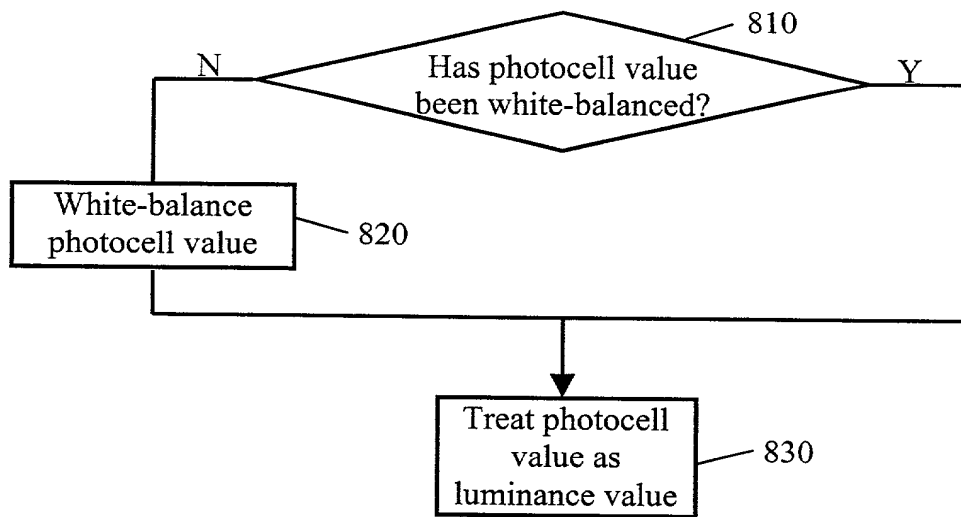 810
N
Has photocell value
been white-balanced?
Y
White-balance
photocell value
820
Treat photocell
value as
luminance value
830